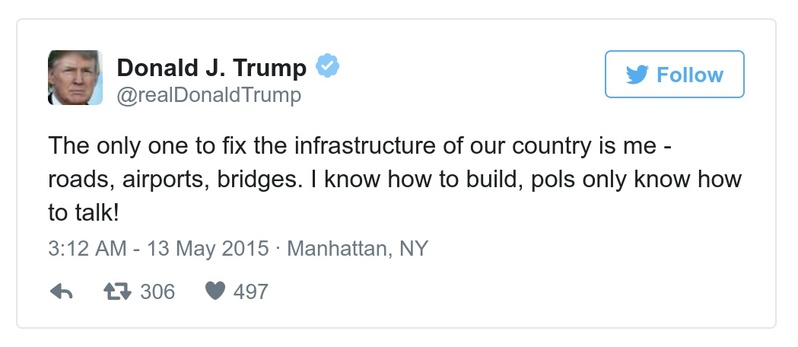 Donald J. Trump
@realDonaldTrump
Follow
The only one to fix the infrastructure of our country is me -
roads, airports, bridges. I know how to build, pols only know how
to talk!
3:12 AM - 13 May 2015 · Manhattan, NY
306 497